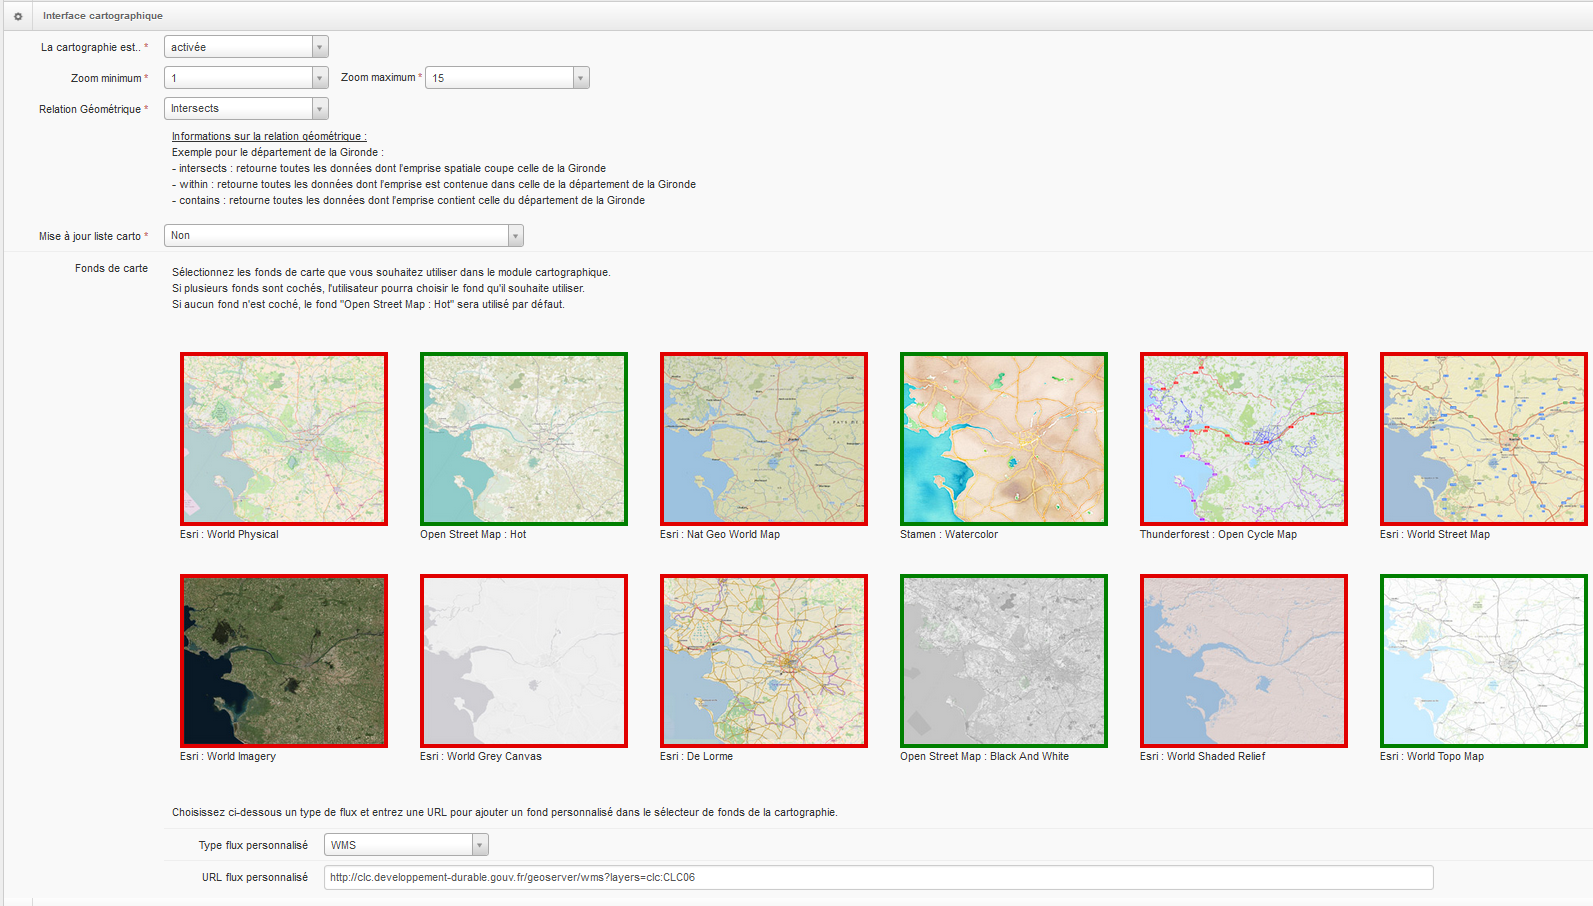 Interface cartographique
La cartographie est.. * activée
Zoom minimum * 1 Zoom maximum * 15
Relation Géométrique * Intersects
Informations sur la relation géométrique :
Exemple pour le département de la Gironde :
- intersects : retourne toutes les données dont l'emprise spatiale coupe celle de la Gironde
- within : retourne toutes les données dont l'emprise est contenue dans celle de la département de la Gironde
- contains : retourne toutes les données dont l'emprise contient celle du département de la Gironde
Mise à jour liste carto * Non
Fonds de carte
Sélectionnez les fonds de carte que vous souhaitez utiliser dans le module cartographique.
Si plusieurs fonds sont cochés, l'utilisateur pourra choisir le fond qu'il souhaite utiliser.
Si aucun fond n'est coché, le fond "Open Street Map : Hot" sera utilisé par défaut.
Esri : World Physical
Open Street Map : Hot
Esri : Nat Geo World Map
Stamen : Watercolor
Thunderforest : Open Cycle Map
Esri : World Street Map
Esri : World Imagery
Esri : World Grey Canvas
Esri : De Lorme
Open Street Map : Black And White
Esri : World Shaded Relief
Esri : World Topo Map
Choisissez ci-dessous un type de flux et entrez une URL pour ajouter un fond personnalisé dans le sélecteur de fonds de la cartographie.
Type flux personnalisé WMS
URL flux personnalisé http://clc.developpement-durable.gouv.fr/geoserver/wms?layers=clc:CLC06